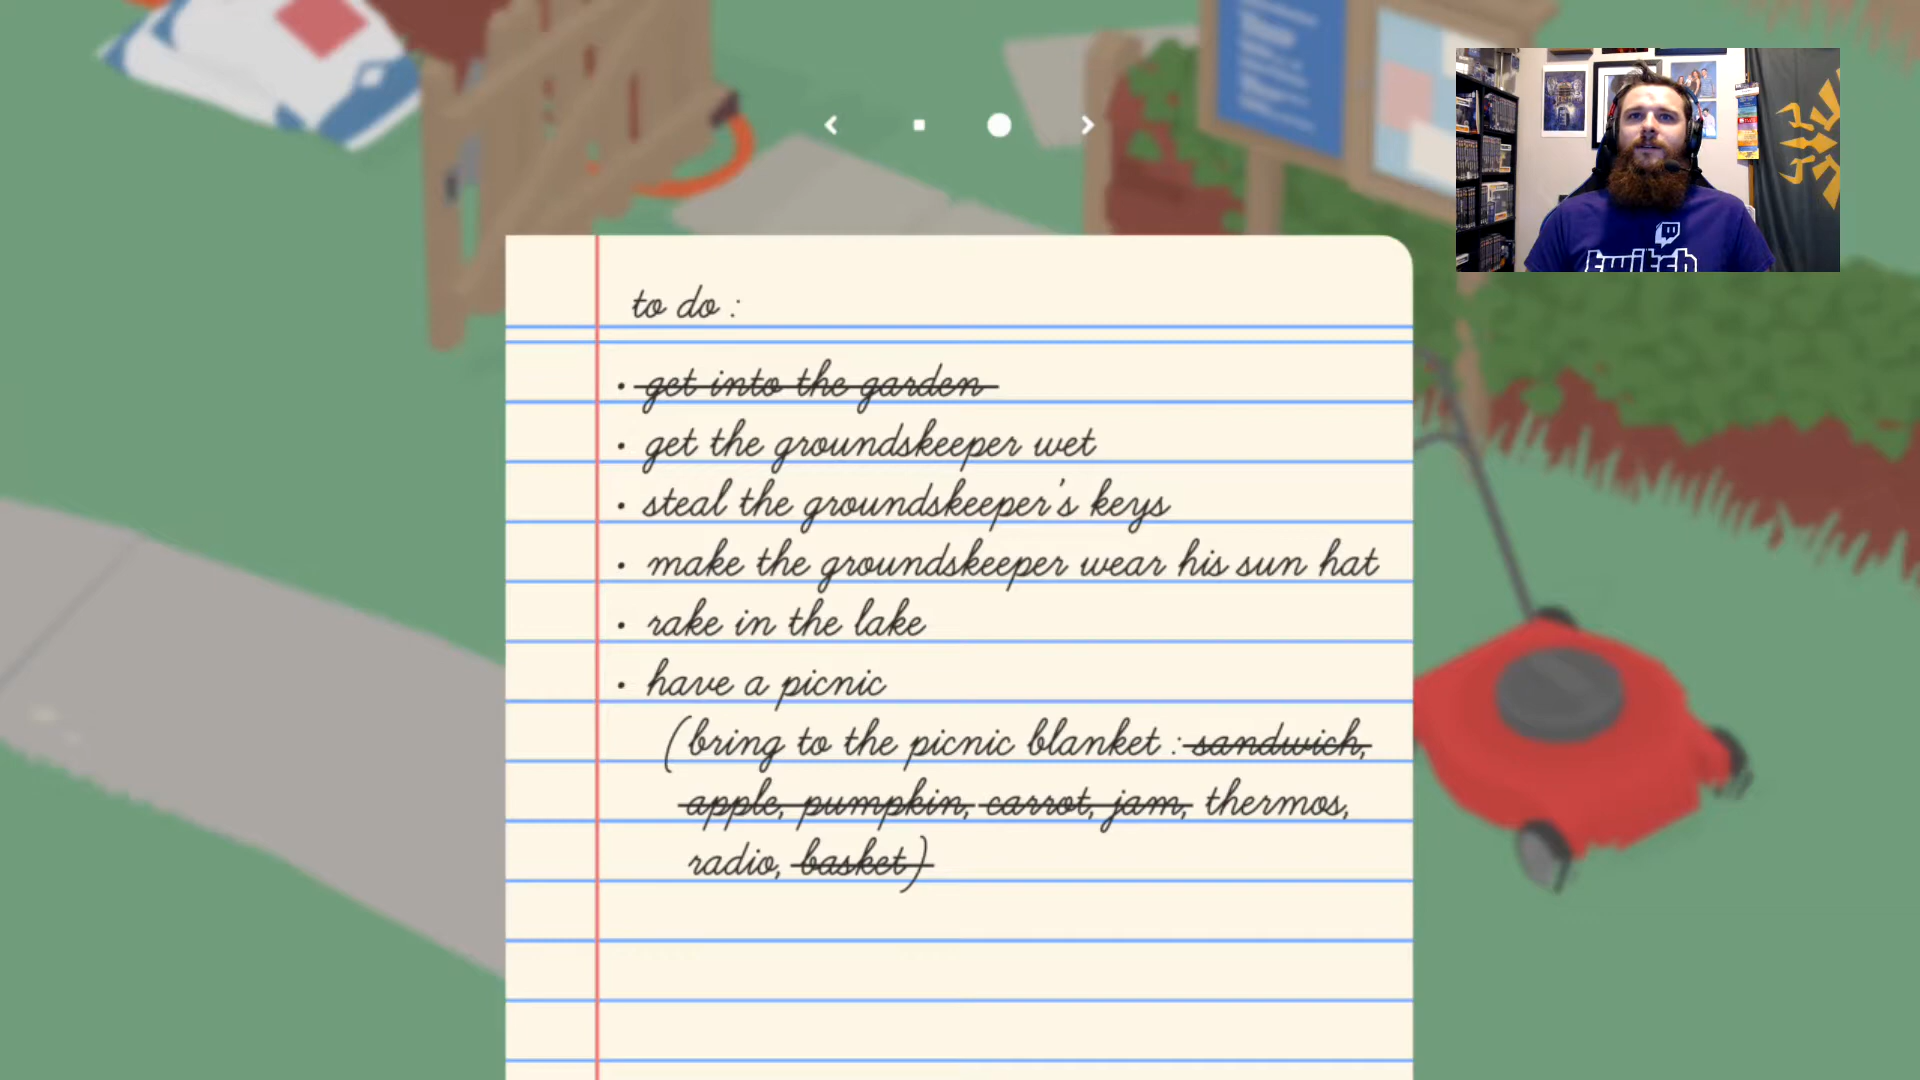 to do :
• get into the garden
• get the groundskeeper wet
• steal the groundskeeper's keys
• make the groundskeeper wear his sun hat
• rake in the lake
• have a picnic
(bring to the picnic blanket : sandwich,
apple, pumpkin, carrot, jam, thermos,
radio, basket)
twitch